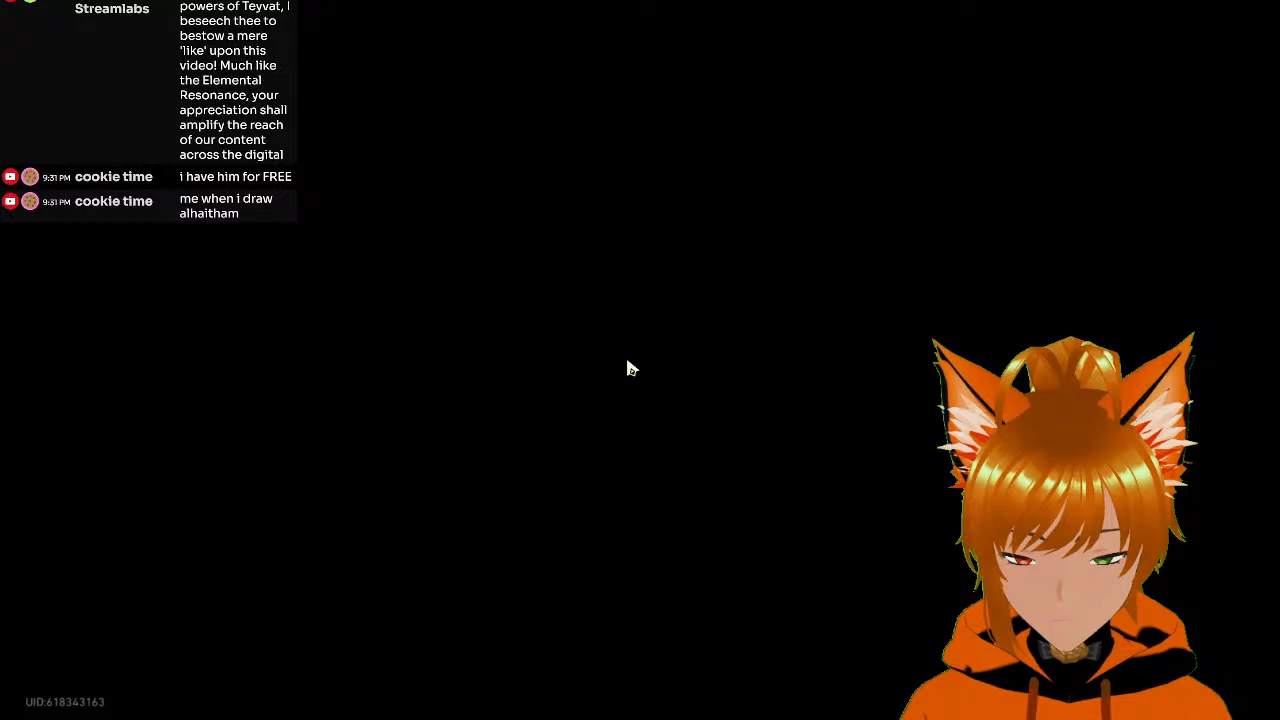 Streamlabs
powers of Teyvat, I
beseech thee to
bestow a mere
'like' upon this
video! Much like
the Elemental
Resonance, your
appreciation shall
amplify the reach
of our content
across the digital
9:31 PM cookie time i have him for FREE
9:31 PM cookie time me when i draw
alhaitham
UID:618343163